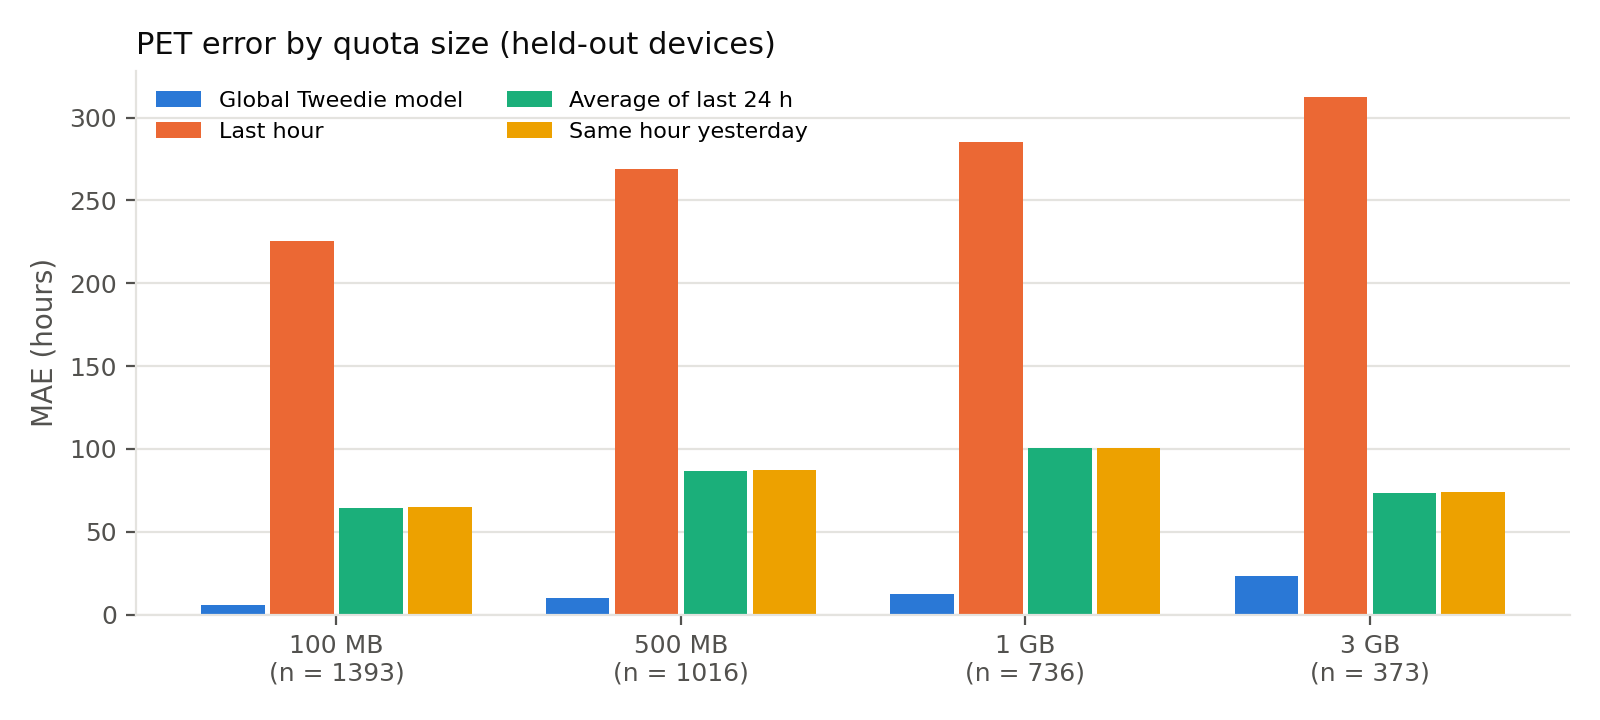 PET error by quota size (held-out devices)
Global Tweedie model
Last hour
Average of last 24 h
Same hour yesterday
MAE (hours)
300
250
200
150
100
50
0
100 MB
(n = 1393)
500 MB
(n = 1016)
1 GB
(n = 736)
3 GB
(n = 373)